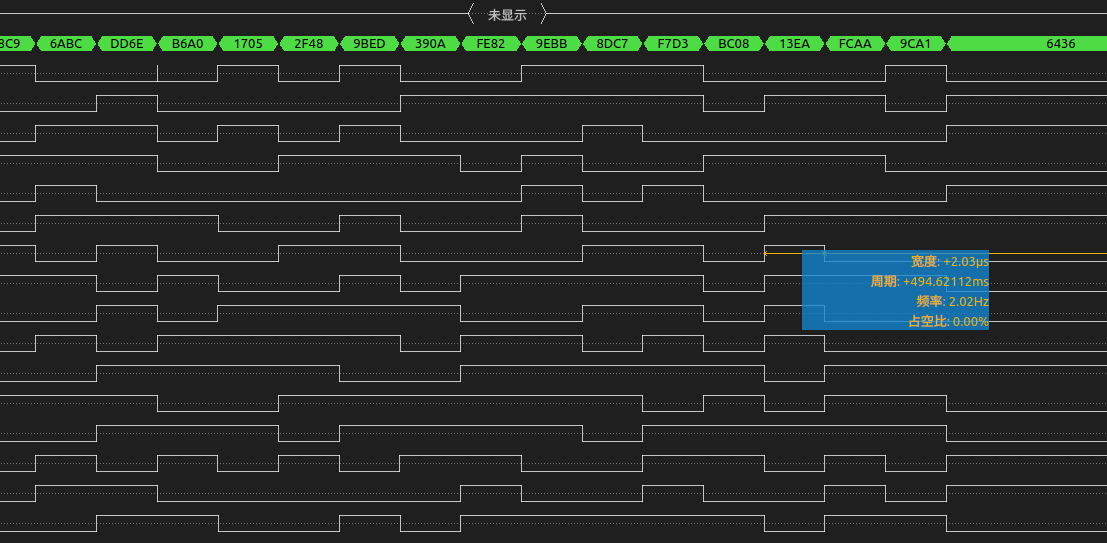 未显示
8C9 6ABC DD6E B6A0 1705 2F48 9BED 390A FE82 9EBB 8DC7 F7D3 BC08 13EA FCAA 9CA1 6436
宽度: +2.03µs
周期: +494.62112ms
频率: 2.02Hz
占空比: 0.00%